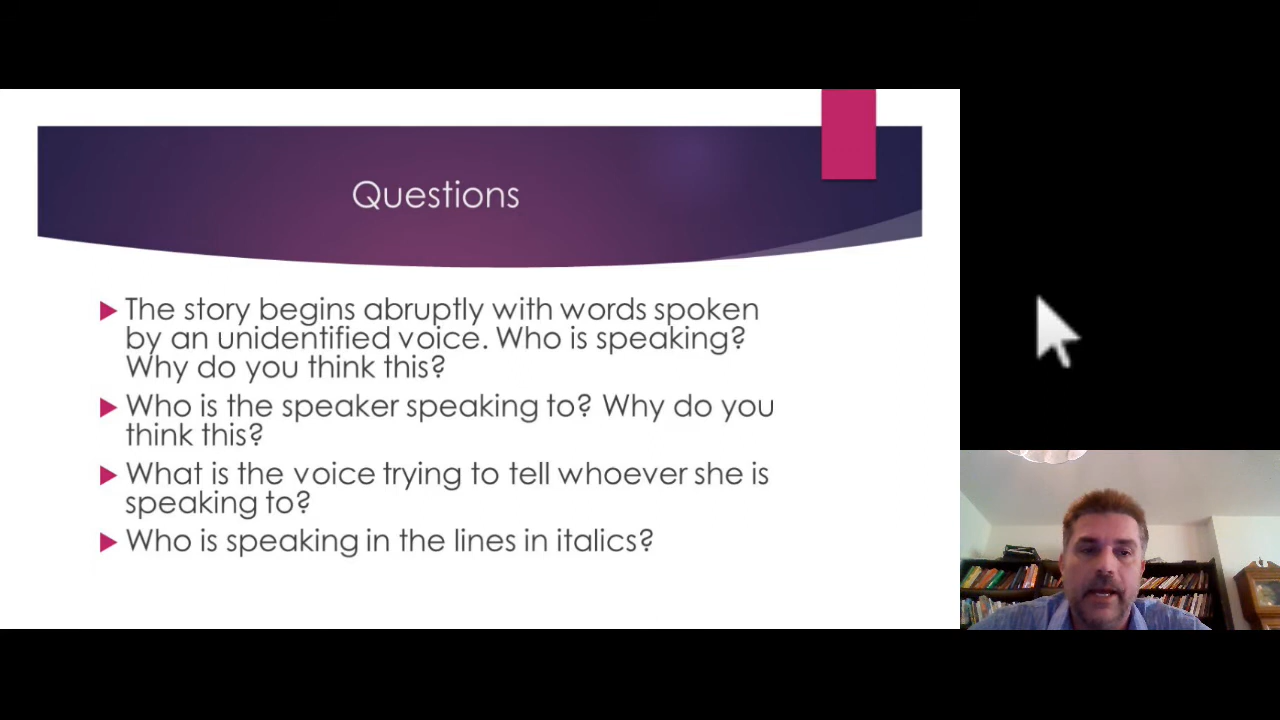 Questions
The story begins abruptly with words spoken
by an unidentified voice. Who is speaking?
Why do you think this?
Who is the speaker speaking to? Why do you
think this?
What is the voice trying to tell whoever she is
speaking to?
Who is speaking in the lines in italics?